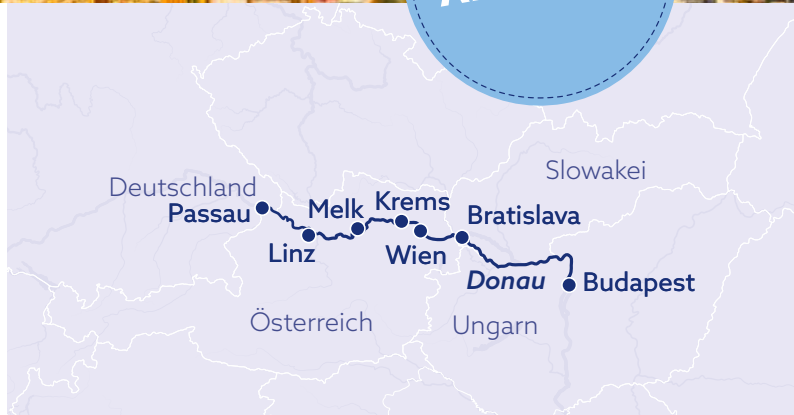 Slowakei
Deutschland
Passau
Melk
Krems
Bratislava
Linz
Wien
Donau
Budapest
Österreich
Ungarn